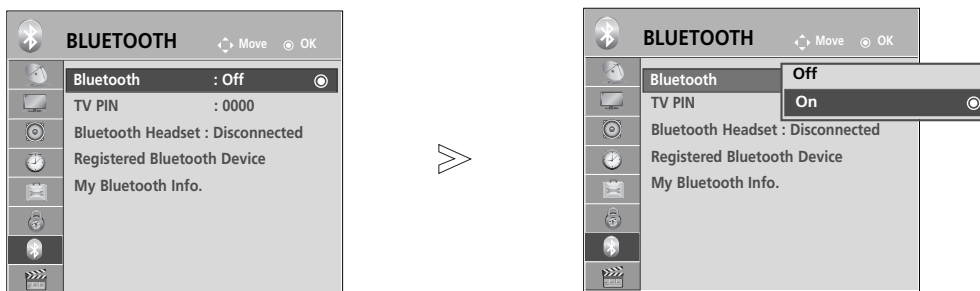 BLUETOOTH Move OK
Bluetooth : Off
TV PIN : 0000
Bluetooth Headset : Disconnected
Registered Bluetooth Device
My Bluetooth Info.
BLUETOOTH Move OK
Bluetooth Off
TV PIN On
Bluetooth Headset : Disconnected
Registered Bluetooth Device
My Bluetooth Info.